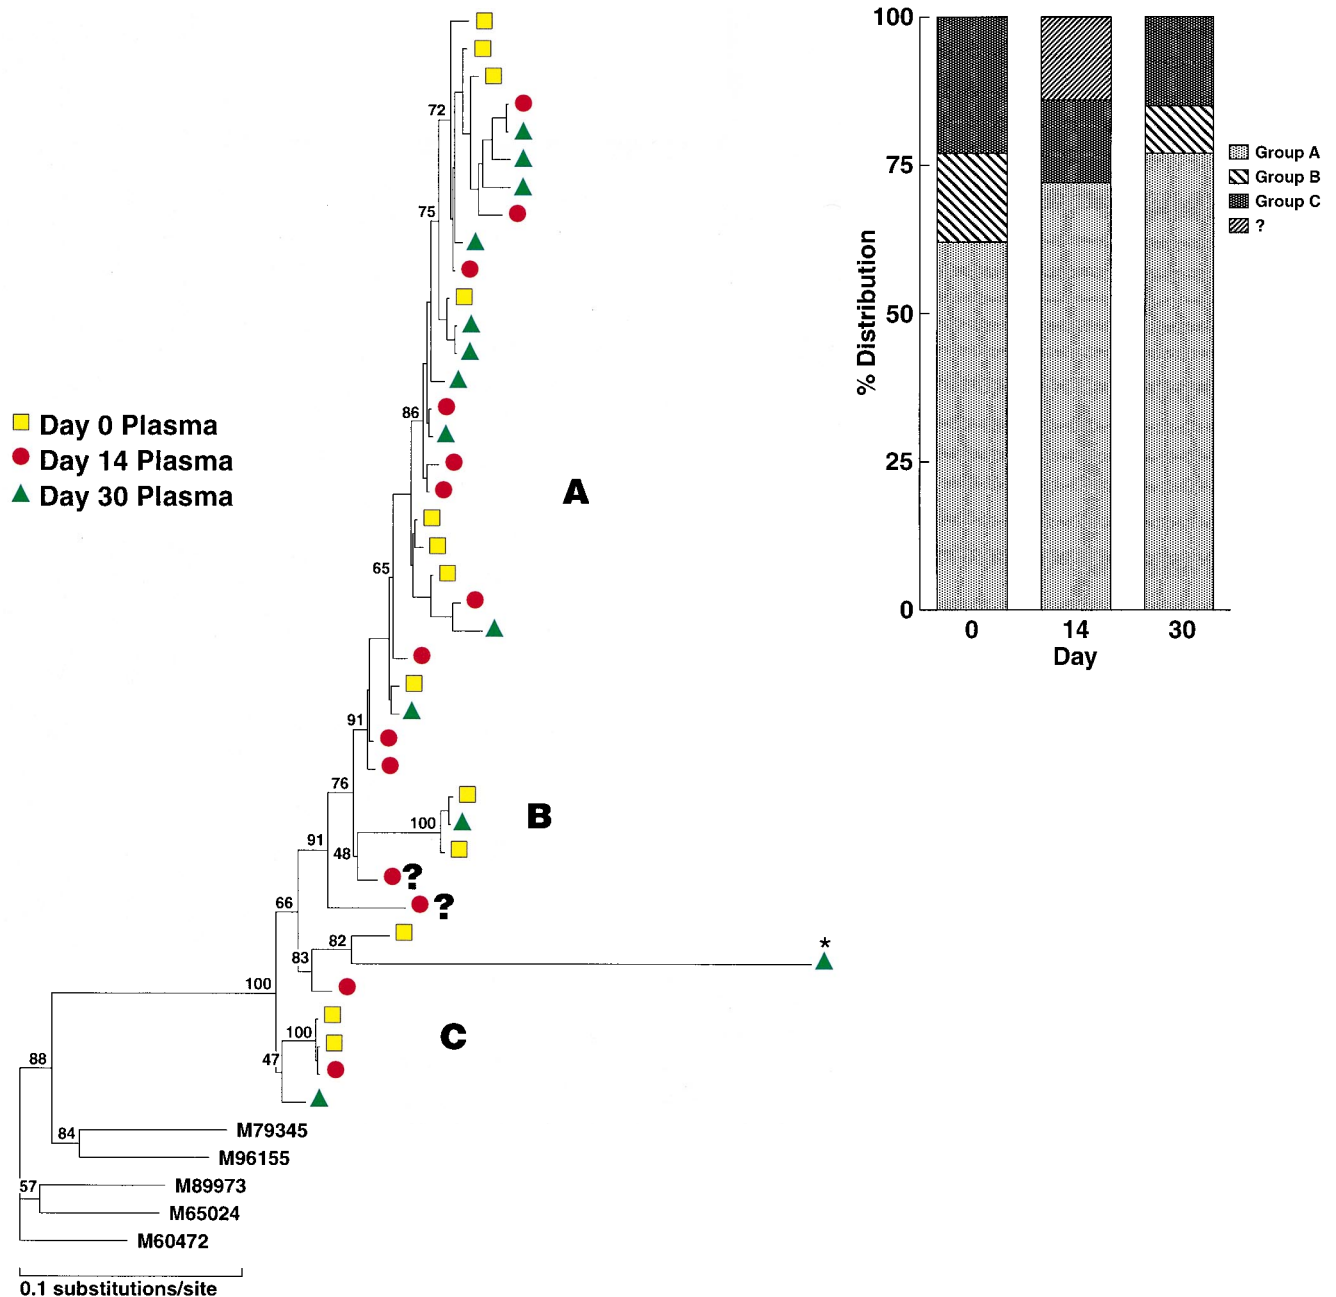 72
75
86
65
91
76
100
91
48
?
?
66
82
*
83
100
100
47
88
84
57
A
B
C
Day 0 Plasma
Day 14 Plasma
Day 30 Plasma
M79345
M96155
M89973
M65024
M60472
0.1 substitutions/site
100
75
50
25
0
% Distribution
0 14 30
Day
Group A
Group B
Group C
?